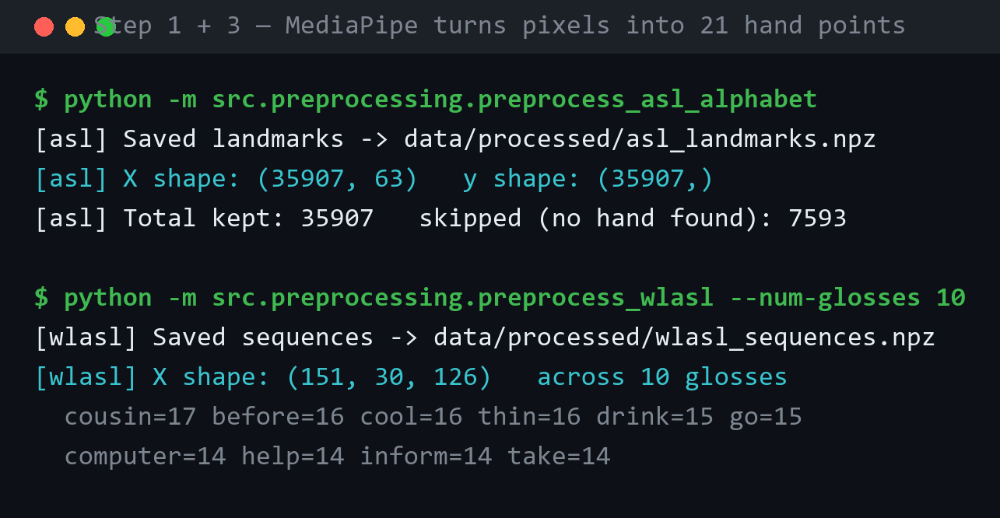 Step 1 + 3 — MediaPipe turns pixels into 21 hand points
$ python -m src.preprocessing.preprocess_asl_alphabet
[asl] Saved landmarks -> data/processed/asl_landmarks.npz
[asl] X shape: (35907, 63)   y shape: (35907,)
[asl] Total kept: 35907   skipped (no hand found): 7593
$ python -m src.preprocessing.preprocess_wlasl --num-glosses 10
[wlasl] Saved sequences -> data/processed/wlasl_sequences.npz
[wlasl] X shape: (151, 30, 126)   across 10 glosses
cousin=17 before=16 cool=16 thin=16 drink=15 go=15
computer=14 help=14 inform=14 take=14